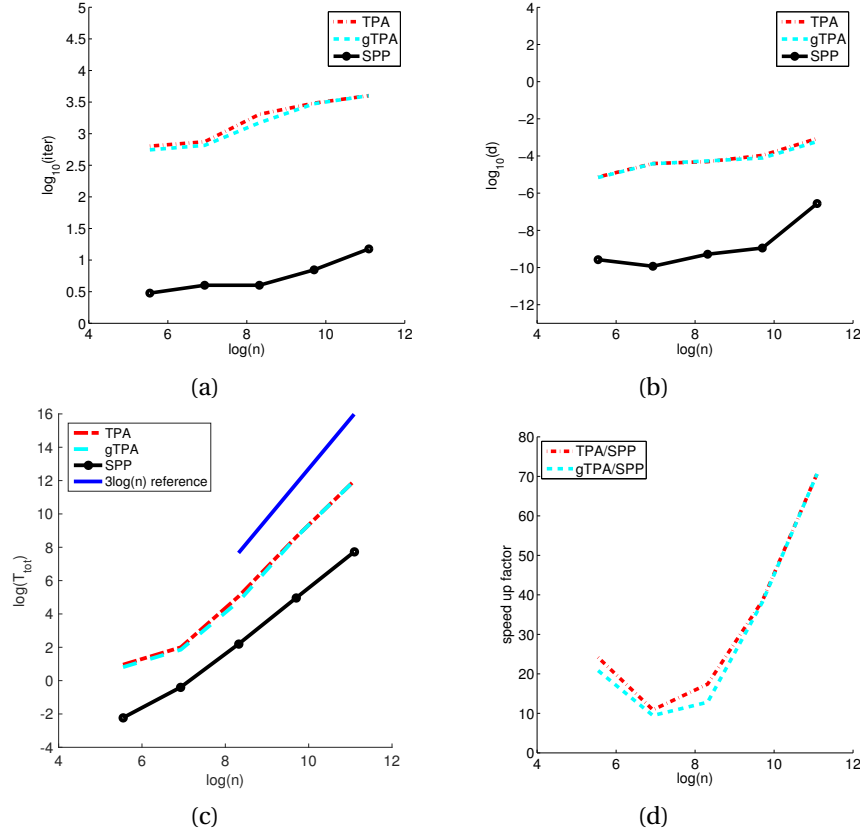 5
4.5
4
3.5
3
2.5
2
1.5
1
0.5
0
log10(iter)
4 6 8 10 12
log(n)
TPA
gTPA
SPP
(a)
4
2
0
−2
−4
−6
−8
−10
−12
log10(d)
4 6 8 10 12
log(n)
TPA
gTPA
SPP
(b)
16
14
12
10
8
6
4
2
0
-2
-4
log(Ttot)
4 6 8 10 12
log(n)
TPA
gTPA
SPP
3log(n) reference
(c)
80
70
60
50
40
30
20
10
0
speed up factor
4 6 8 10 12
log(n)
TPA/SPP
gTPA/SPP
(d)